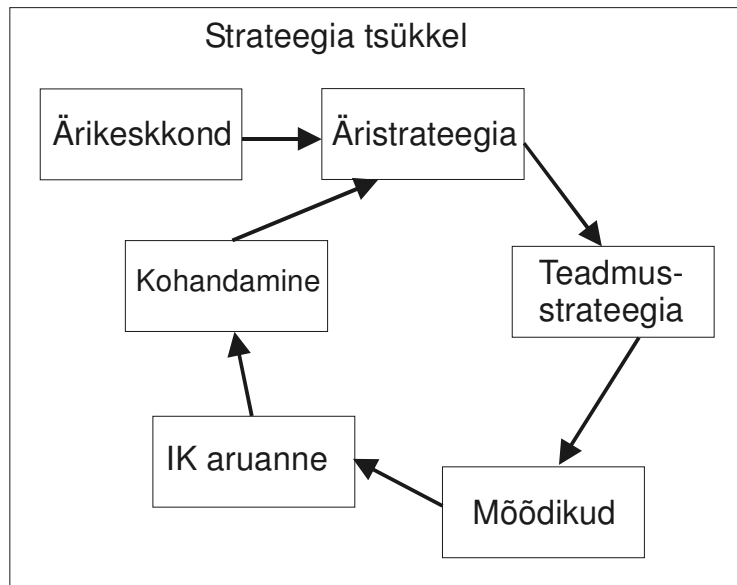 Strateegia tsükkel
Ärikeskkond
Äristrateegia
Teadmus-
strateegia
Mõõdikud
IK aruanne
Kohandamine